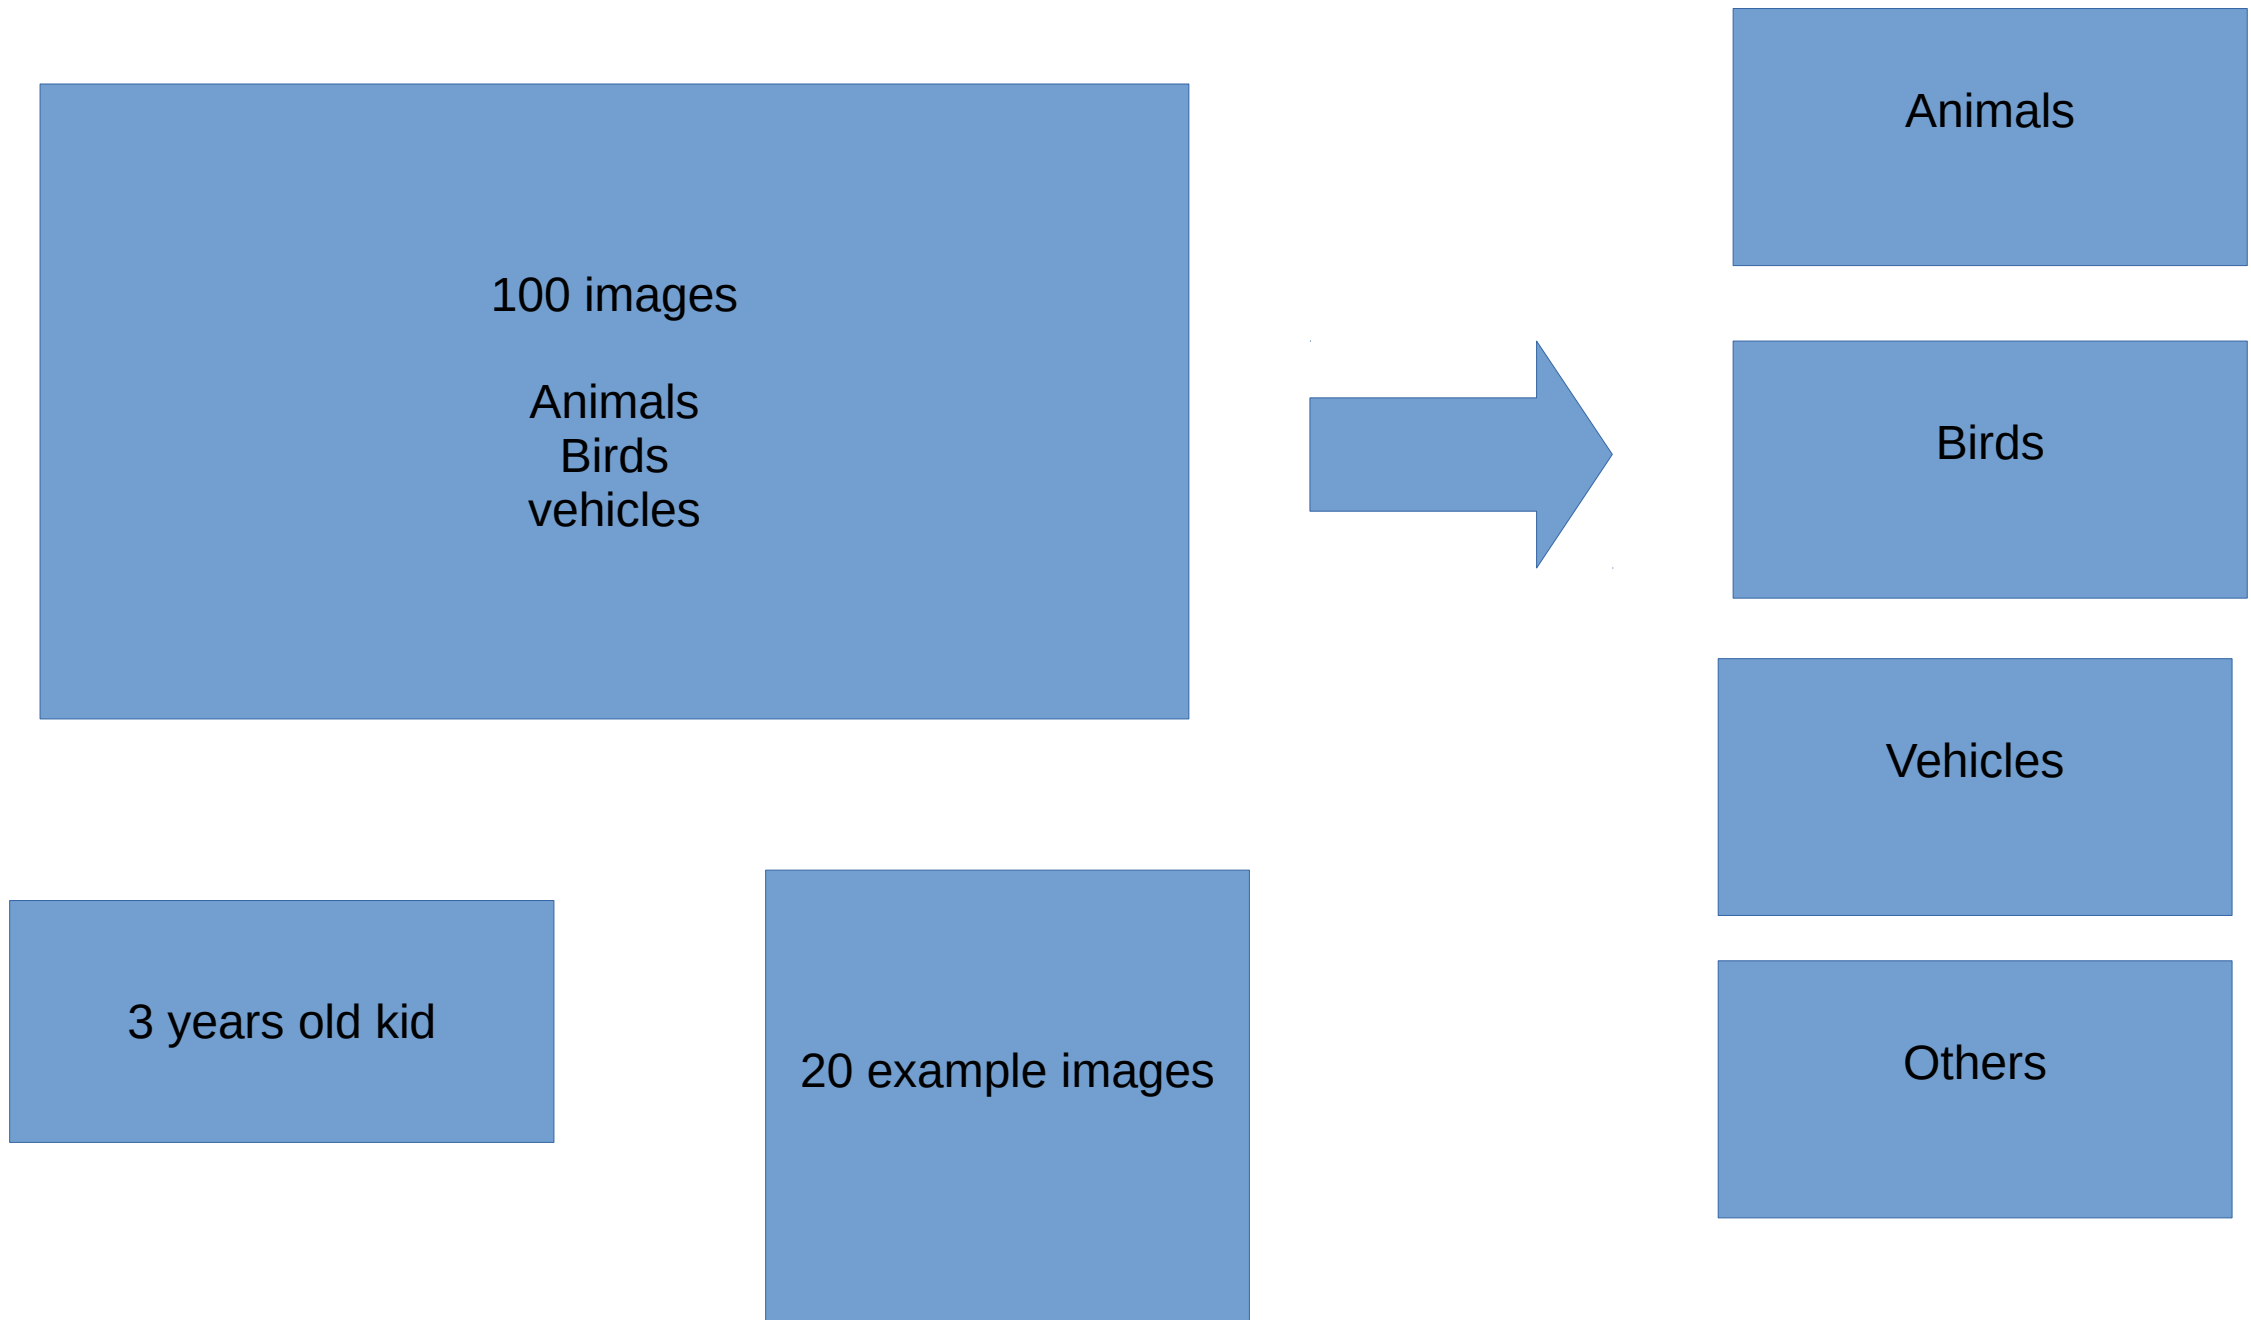 100 images
Animals
Birds
vehicles
Animals
Birds
Vehicles
Others
3 years old kid
20 example images